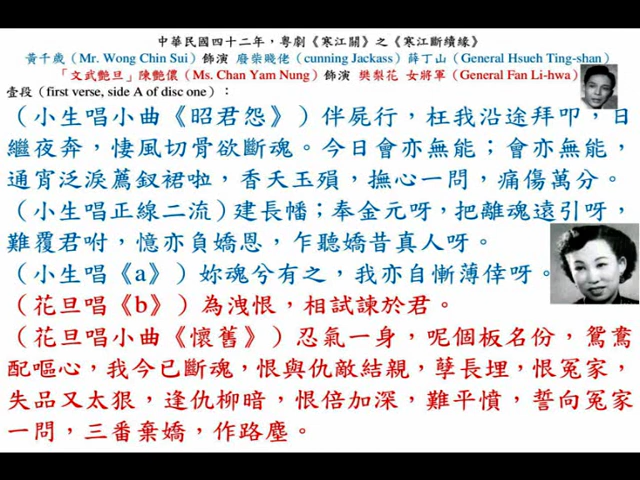 中華民國四十二年，粵劇《寒江關》之《寒江斷續緣》
黃千歲（Mr. Wong Chin Sui）飾演 廢柴賤佬（cunning Jackass）薛丁山（General Hsueh Ting-shan）
「文武艷旦」陳艷儂（Ms. Chan Yam Nung）飾演 樊梨花 女將軍（General Fan Li-hwa）
壹段（first verse, side A of disc one）：
（小生唱小曲《昭君怨》）伴屍行，枉我沿途拜叩，日
繼夜奔，悽風切骨欲斷魂。今日會亦無能；會亦無能，
通宵泛淚薦釵裙啦，香夭玉殞，撫心一問，痛傷萬分。
（小生唱正線二流）建長幡；奉金元呀，把離魂遠引呀，
難覆君咐，憶亦負嬌恩，乍聽嬌昔真人呀。
（小生唱《a》）妳魂兮有之，我亦自慚薄倖呀。
（花旦唱《b》）為洩恨，相試諫於君。
（花旦唱小曲《懷舊》）忍氣一身，呢個板名份，鴛鴦
配嘔心，我今已斷魂，恨與仇敵結親，孽長埋，恨冤家，
失品又太狠，逢仇柳暗，恨倍加深，難平憤，誓向冤家
一問，三番棄嬌，作路塵。